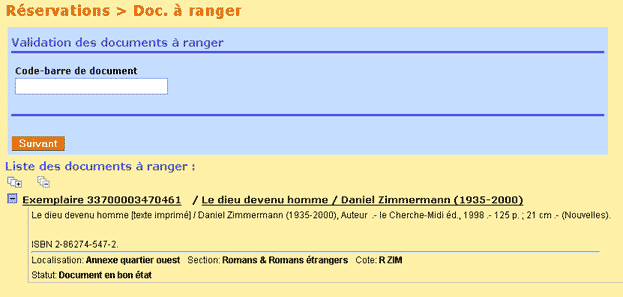 Réservations > Doc. à ranger
Validation des documents à ranger
Code-barre de document
Suivant
Liste des documents à ranger :
Exemplaire 33700003470461 / Le dieu devenu homme / Daniel Zimmermann (1935-2000)
Le dieu devenu homme [texte imprimé] / Daniel Zimmermann (1935-2000), Auteur .- le Cherche-Midi éd., 1998 .- 125 p. ; 21 cm .- (Nouvelles).
ISBN 2-86274-547-2.
Localisation: Annexe quartier ouest Section: Romans & Romans étrangers Cote: R ZIM
Statut: Document en bon état